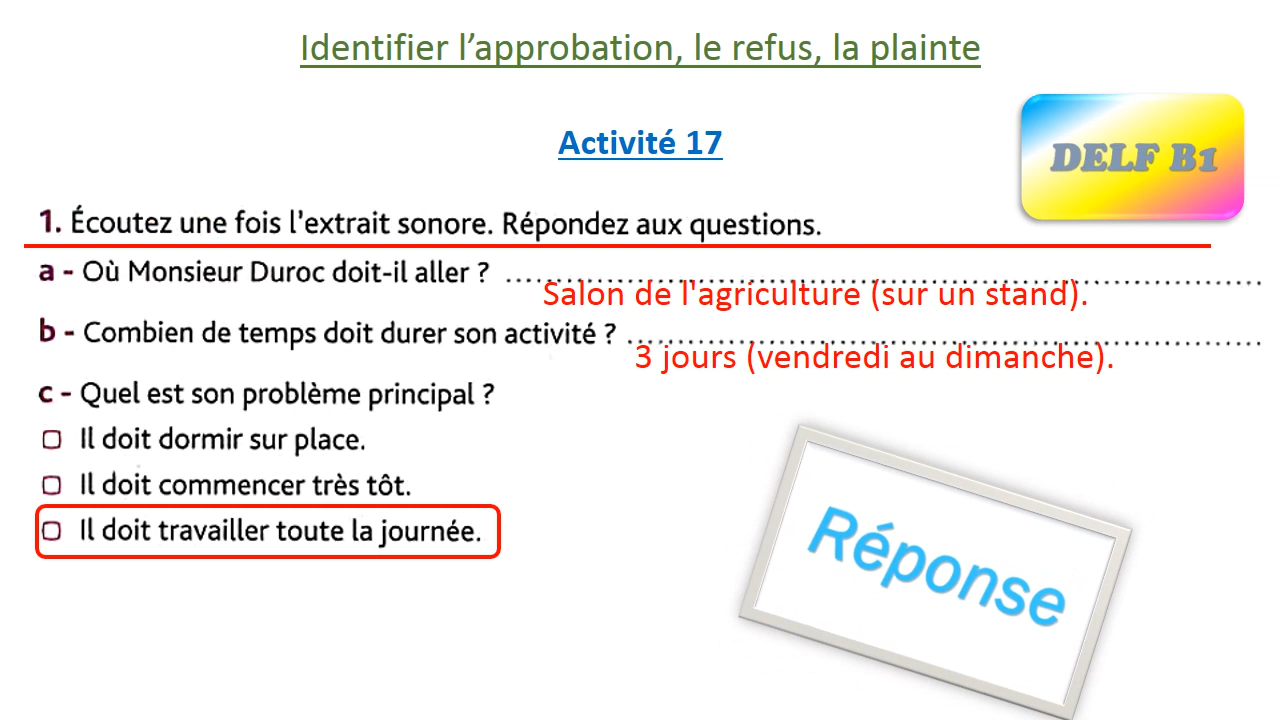 Identifier l’approbation, le refus, la plainte
DELF B1
Activité 17
1. Écoutez une fois l'extrait sonore. Répondez aux questions.
a - Où Monsieur Duroc doit-il aller ? ........................................
Salon de l'agriculture (sur un stand).
b - Combien de temps doit durer son activité ? ........................................
3 jours (vendredi au dimanche).
c - Quel est son problème principal ?
Il doit dormir sur place.
Il doit commencer très tôt.
Il doit travailler toute la journée.
Réponse